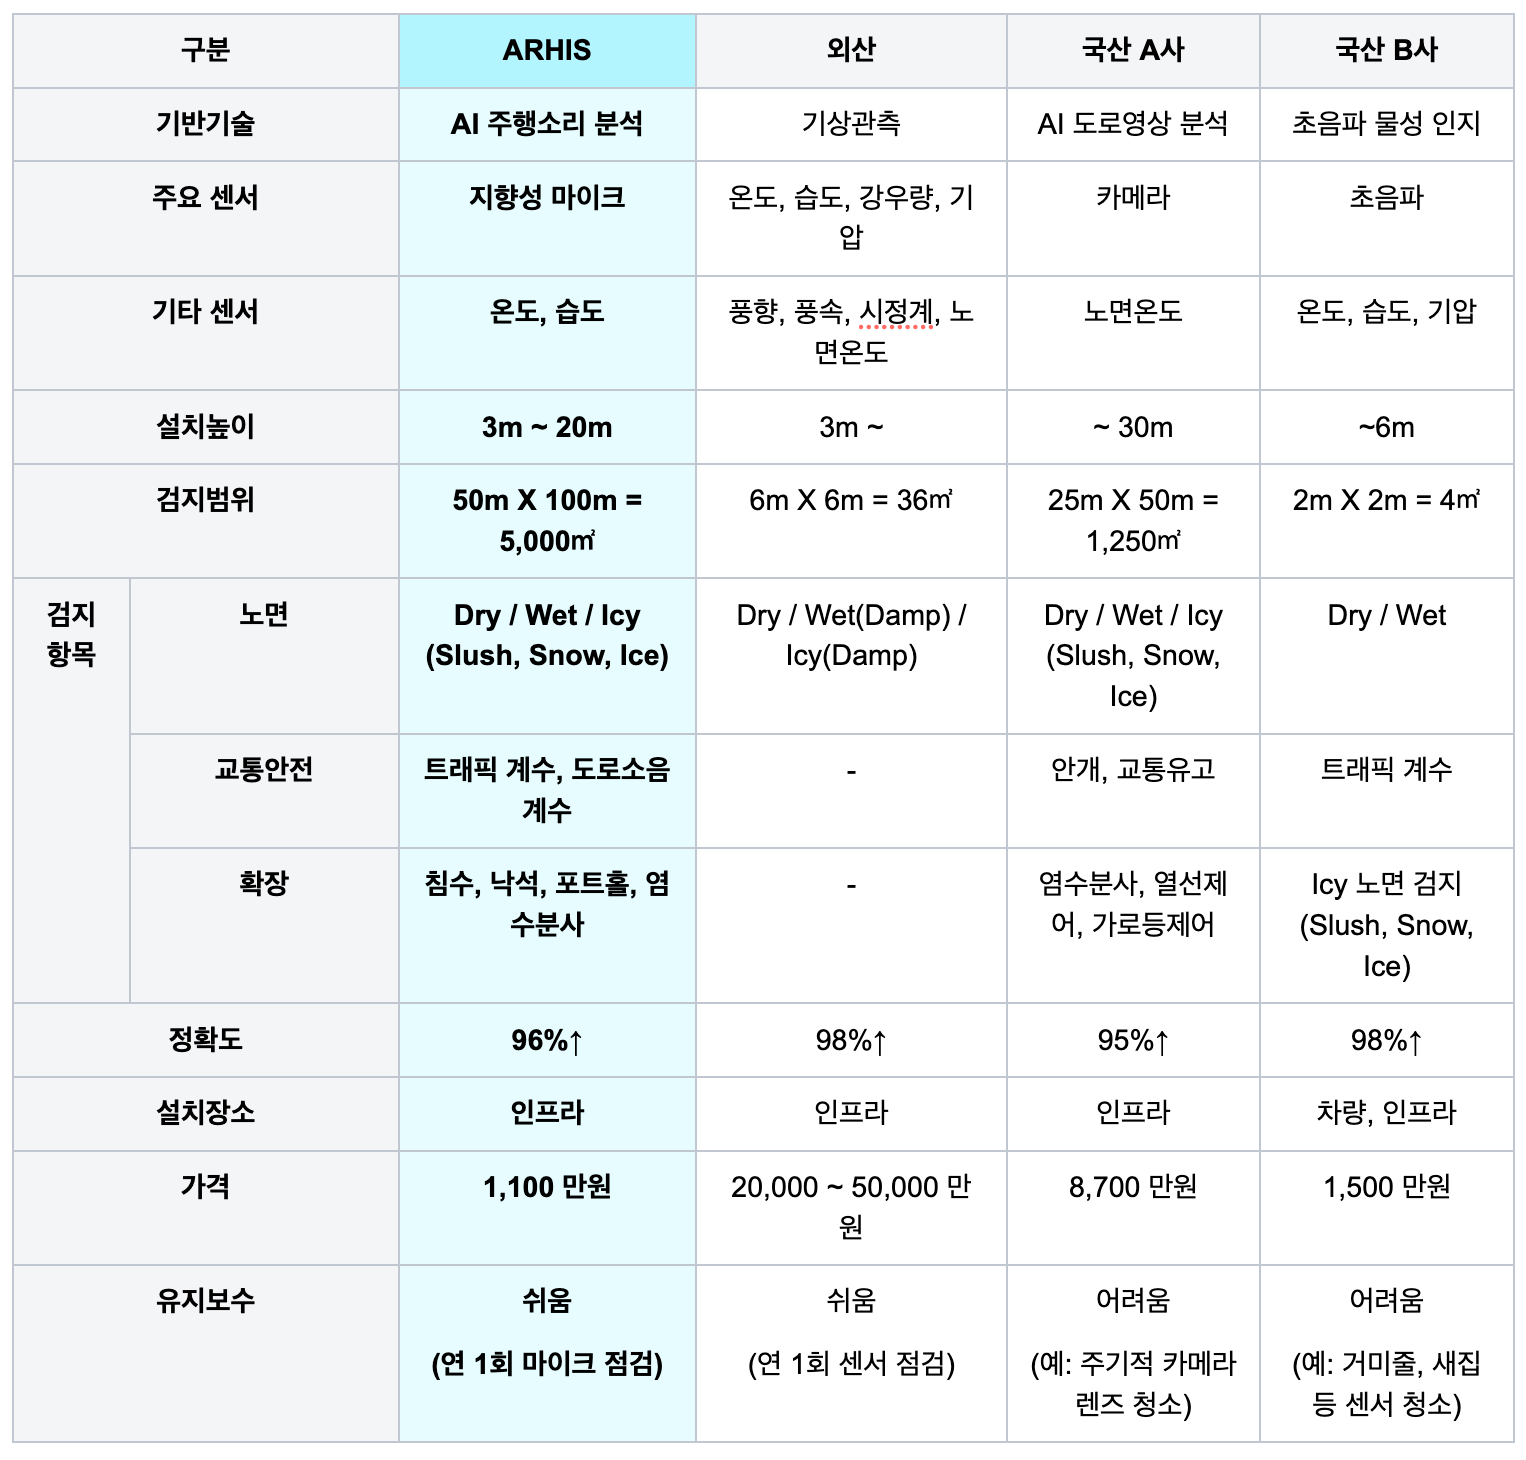 구분 ARHIS 외산 국산 A사 국산 B사
기반기술 AI 주행소리 분석 기상관측 AI 도로영상 분석 초음파 물성 인지
주요 센서 지향성 마이크 온도, 습도, 강우량, 기 카메라 초음파
압
기타 센서 온도, 습도 풍향, 풍속, 시정계, 노 노면온도 온도, 습도, 기압
면온도
설치높이 3m ~ 20m 3m ~ ~ 30m ~6m
검지범위 50m X 100m = 6m X 6m = 36㎡ 25m X 50m = 2m X 2m = 4㎡
5,000㎡ 1,250㎡
검지 노면 Dry / Wet / Icy Dry / Wet(Damp) / Dry / Wet / Icy Dry / Wet
항목 (Slush, Snow, Ice) Icy(Damp) (Slush, Snow,
Ice)
교통안전 트래픽 계수, 도로소음 - 안개, 교통유고 트래픽 계수
계수
확장 침수, 낙석, 포트홀, 염 - 염수분사, 열선제 Icy 노면 검지
수분사 어, 가로등제어 (Slush, Snow,
Ice)
정확도 96%↑ 98%↑ 95%↑ 98%↑
설치장소 인프라 인프라 인프라 차량, 인프라
가격 1,100 만원 20,000 ~ 50,000 만 8,700 만원 1,500 만원
원
유지보수 쉬움 쉬움 어려움 어려움
(연 1회 마이크 점검) (연 1회 센서 점검) (예: 주기적 카메라 (예: 거미줄, 새집
렌즈 청소) 등 센서 청소)